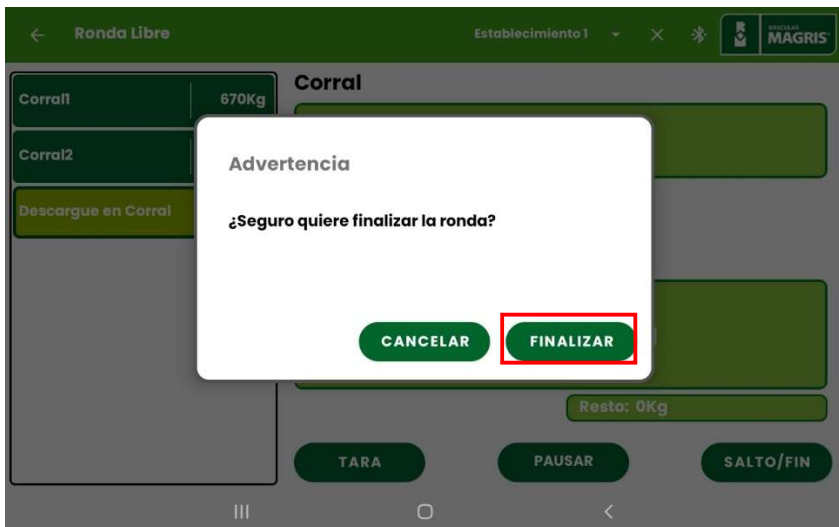 Ronda Libre
Establecimiento 1
BÁSCULAS
MAGRIS
Corral1
670Kg
Corral2
Descargue en Corral
Corral
Advertencia
¿Seguro quiere finalizar la ronda?
CANCELAR
FINALIZAR
Resto: 0Kg
TARA
PAUSAR
SALTO/FIN